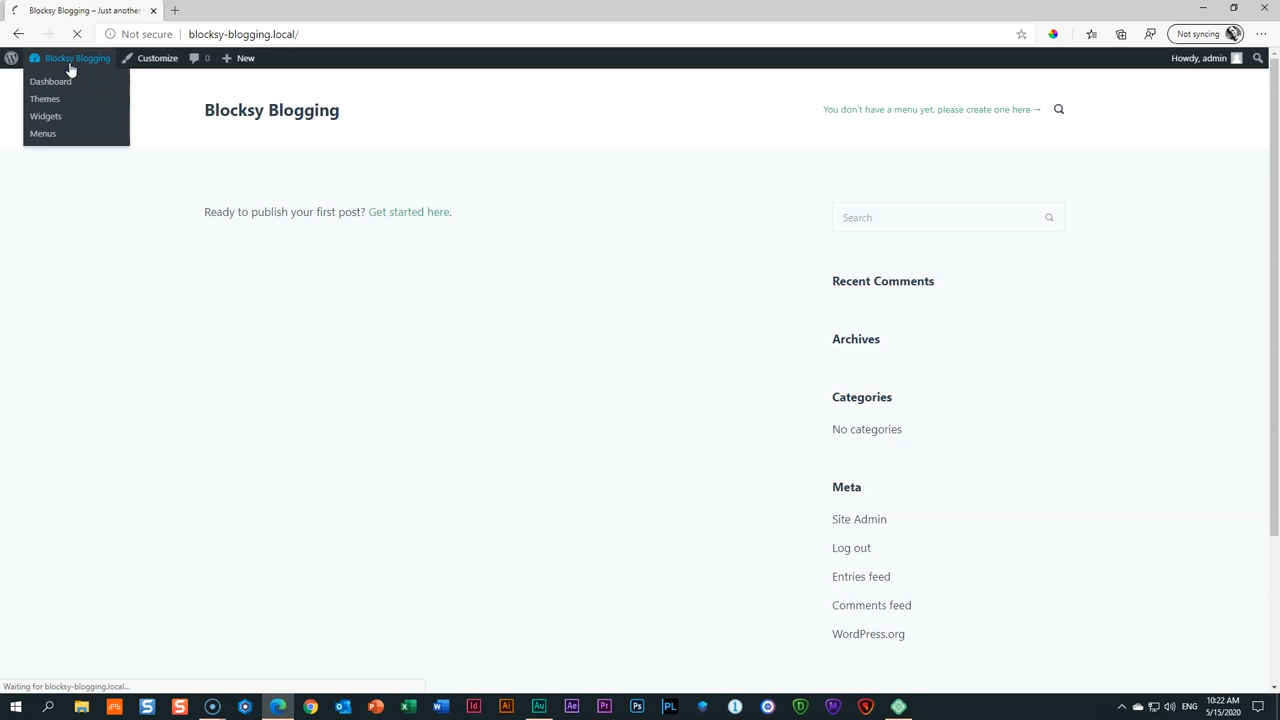 Blocksy Blogging – Just another
Not secure
blocksy-blogging.local/
Not syncing
Blocksy Blogging
Customize
0
New
Howdy, admin
Dashboard
Themes
Widgets
Menus
Blocksy Blogging
You don't have a menu yet, please create one here →
Ready to publish your first post? Get started here.
Search
Recent Comments
Archives
Categories
No categories
Meta
Site Admin
Log out
Entries feed
Comments feed
WordPress.org
Waiting for blocksy-blogging.local...
ENG
10:22 AM
5/15/2020